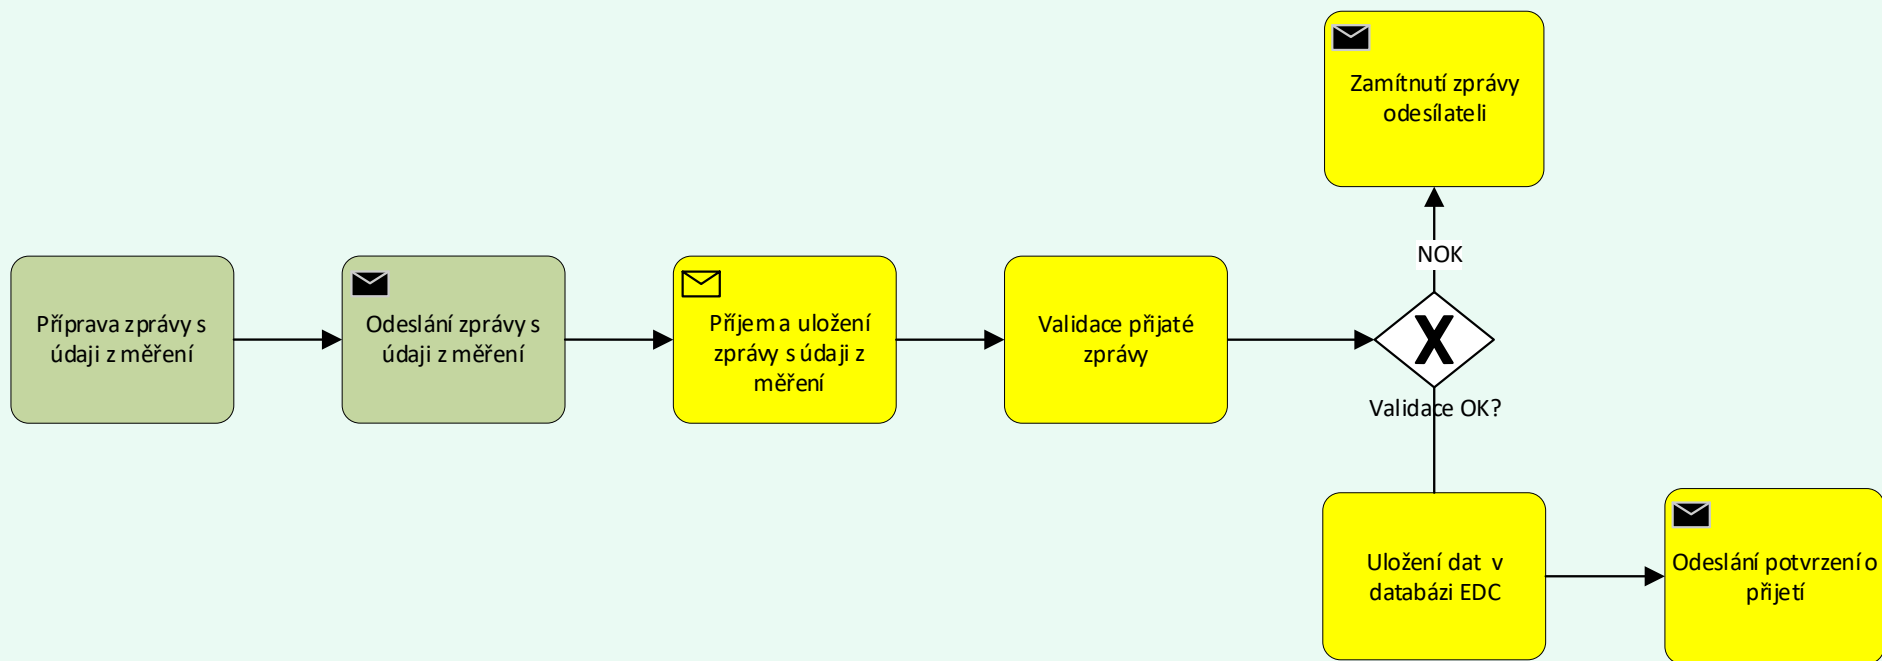 Zamítnutí zprávy
odesílateli
NOK
Příprava zprávy s
údaji z měření
Odeslání zprávy s
údaji z měření
Příjem a uložení
zprávy s údaji z
měření
Validace přijaté
zprávy
X
Validace OK?
Uložení dat v
databázi EDC
Odeslání potvrzení o
přijetí